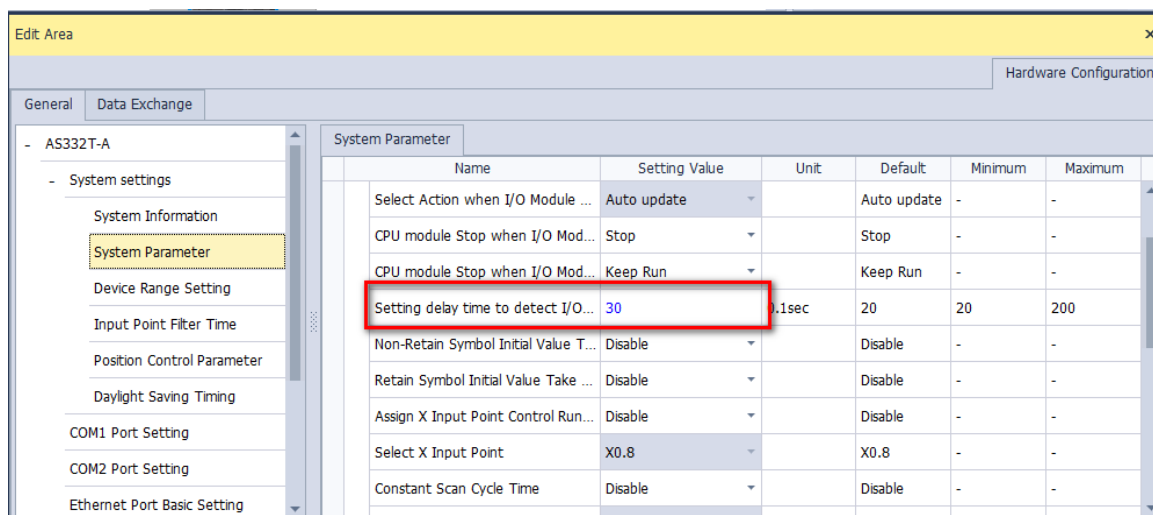 Edit Area
Hardware Configuration
General Data Exchange
- AS332T-A
- System settings
System Information
System Parameter
Device Range Setting
Input Point Filter Time
Position Control Parameter
Daylight Saving Timing
COM1 Port Setting
COM2 Port Setting
Ethernet Port Basic Setting
System Parameter
Name Setting Value Unit Default Minimum Maximum
Select Action when I/O Module ... Auto update Auto update - -
CPU module Stop when I/O Mod... Stop Stop - -
CPU module Stop when I/O Mod... Keep Run Keep Run - -
Setting delay time to detect I/O... 30 0.1sec 20 20 200
Non-Retain Symbol Initial Value T... Disable Disable - -
Retain Symbol Initial Value Take ... Disable Disable - -
Assign X Input Point Control Run... Disable Disable - -
Select X Input Point X0.8 X0.8 - -
Constant Scan Cycle Time Disable Disable - -